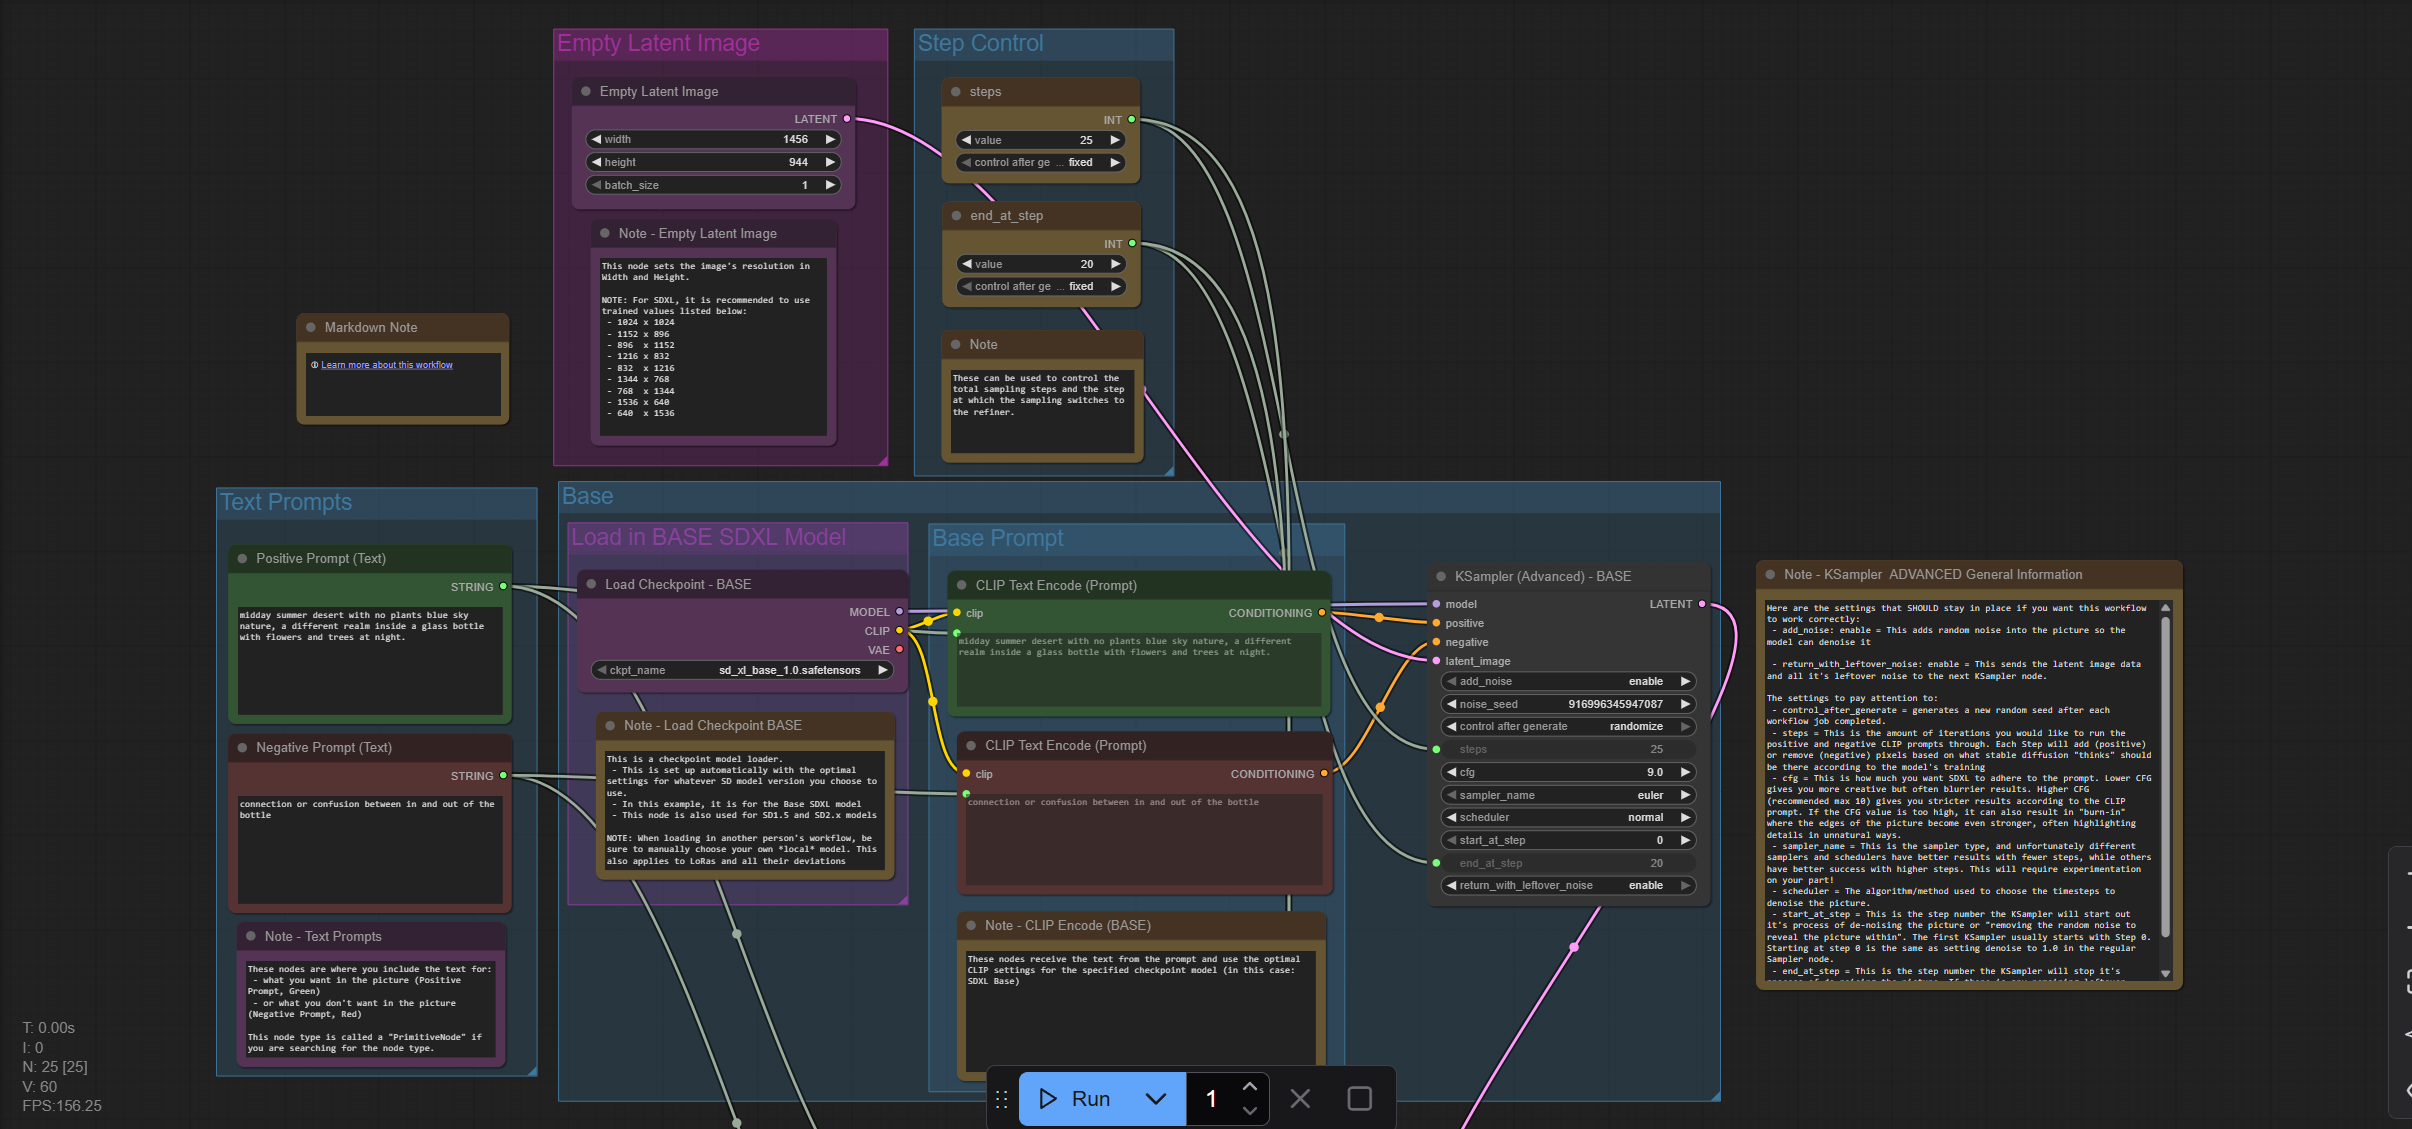 Empty Latent Image
Empty Latent Image
LATENT
width 1456
height 944
batch_size 1
Note - Empty Latent Image
This node sets the image's resolution in
Width and Height.
NOTE: For SDXL, it is recommended to use
trained values listed below:
- 1024 x 1024
- 1152 x 896
- 896 x 1152
- 1216 x 832
- 832 x 1216
- 1344 x 768
- 768 x 1344
- 1536 x 640
- 640 x 1536
Step Control
steps
INT
value 25
control after ge ... fixed
end_at_step
INT
value 20
control after ge ... fixed
Note
These can be used to control the
total sampling steps and the step
at which the sampling switches to
the refiner.
Markdown Note
Learn more about this workflow
Text Prompts
Positive Prompt (Text)
STRING
midday summer desert with no plants blue sky
nature, a different realm inside a glass bottle
with flowers and trees at night.
Negative Prompt (Text)
STRING
connection or confusion between in and out of the
bottle
Note - Text Prompts
These nodes are where you include the text for:
- what you want in the picture (Positive
Prompt, Green)
- or what you don't want in the picture
(Negative Prompt, Red)
This node type is called a "PrimitiveNode" if
you are searching for the node type.
Base
Load in BASE SDXL Model
Load Checkpoint - BASE
MODEL
CLIP
VAE
ckpt_name sd_xl_base_1.0.safetensors
Note - Load Checkpoint BASE
This is a checkpoint model loader.
- This is set up automatically with the optimal
settings for whatever SD model version you choose to
use.
- In this example, it is for the Base SDXL model
- This node is also used for SD1.5 and SD2.x models
NOTE: When loading in another person's workflow, be
sure to manually choose your own *local* model. This
also applies to LoRas and all their deviations
Base Prompt
CLIP Text Encode (Prompt)
clip CONDITIONING
midday summer desert with no plants blue sky nature, a different
realm inside a glass bottle with flowers and trees at night.
CLIP Text Encode (Prompt)
clip CONDITIONING
connection or confusion between in and out of the bottle
Note - CLIP Encode (BASE)
These nodes receive the text from the prompt and use the optimal
CLIP settings for the specified checkpoint model (in this case:
SDXL Base)
KSampler (Advanced) - BASE
model LATENT
positive
negative
latent_image
add_noise enable
noise_seed 916996345947087
control after generate randomize
steps 25
cfg 9.0
sampler_name euler
scheduler normal
start_at_step 0
end_at_step 20
return_with_leftover_noise enable
Note - KSampler ADVANCED General Information
Here are the settings that SHOULD stay in place if you want this workflow
to work correctly:
- add_noise: enable = This adds random noise into the picture so the
model can denoise it
- return_with_leftover_noise: enable = This sends the latent image data
and all it's leftover noise to the next KSampler node.
The settings to pay attention to:
- control_after_generate = generates a new random seed after each
workflow job completed.
- steps = This is the amount of iterations you would like to run the
positive and negative CLIP prompts through. Each Step will add (positive)
or remove (negative) pixels based on what stable diffusion "thinks" should
be there according to the model's training
- cfg = This is how much you want SDXL to adhere to the prompt. Lower CFG
gives you more creative but often blurrier results. Higher CFG
(recommended max 10) gives you stricter results according to the CLIP
prompt. If the CFG value is too high, it can also result in "burn-in"
where the edges of the picture become even stronger, often highlighting
details in unnatural ways.
- sampler_name = This is the sampler type, and unfortunately different
samplers and schedulers have better results with fewer steps, while others
have better success with higher steps. This will require experimentation
on your part!
- scheduler = The algorithm/method used to choose the timesteps to
denoise the picture.
- start_at_step = This is the step number the KSampler will start out
it's process of de-noising the picture or "removing the random noise to
reveal the picture within". The first KSampler usually starts with Step 0.
Starting at step 0 is the same as setting denoise to 1.0 in the regular
Sampler node.
- end_at_step = This is the step number the KSampler will stop it's
T: 0.00s
I: 0
N: 25 [25]
V: 60
FPS:156.25
Run 1